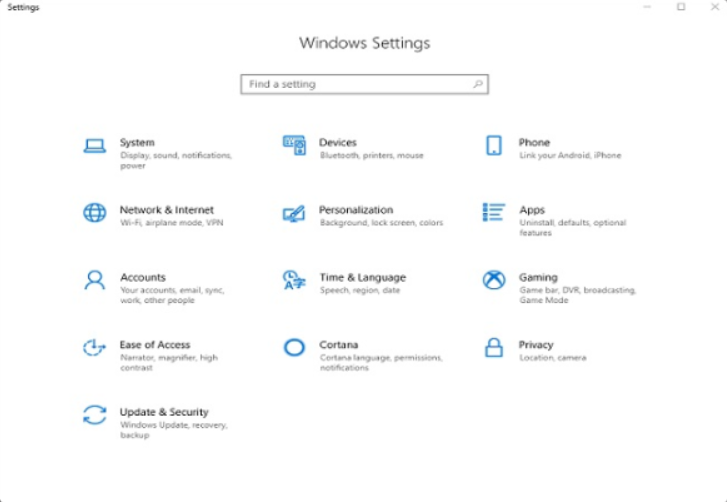 Settings
Windows Settings
Find a setting
System
Display, sound, notifications,
power
Devices
Bluetooth, printers, mouse
Phone
Link your Android, iPhone
Network & Internet
Wi-Fi, airplane mode, VPN
Personalization
Background, lock screen, colors
Apps
Uninstall, defaults, optional
features
Accounts
Your accounts, email, sync,
work, other people
Time & Language
Speech, region, date
Gaming
Game bar, DVR, broadcasting,
Game Mode
Ease of Access
Narrator, magnifier, high
contrast
Cortana
Cortana language, permissions,
notifications
Privacy
Location, camera
Update & Security
Windows Update, recovery,
backup